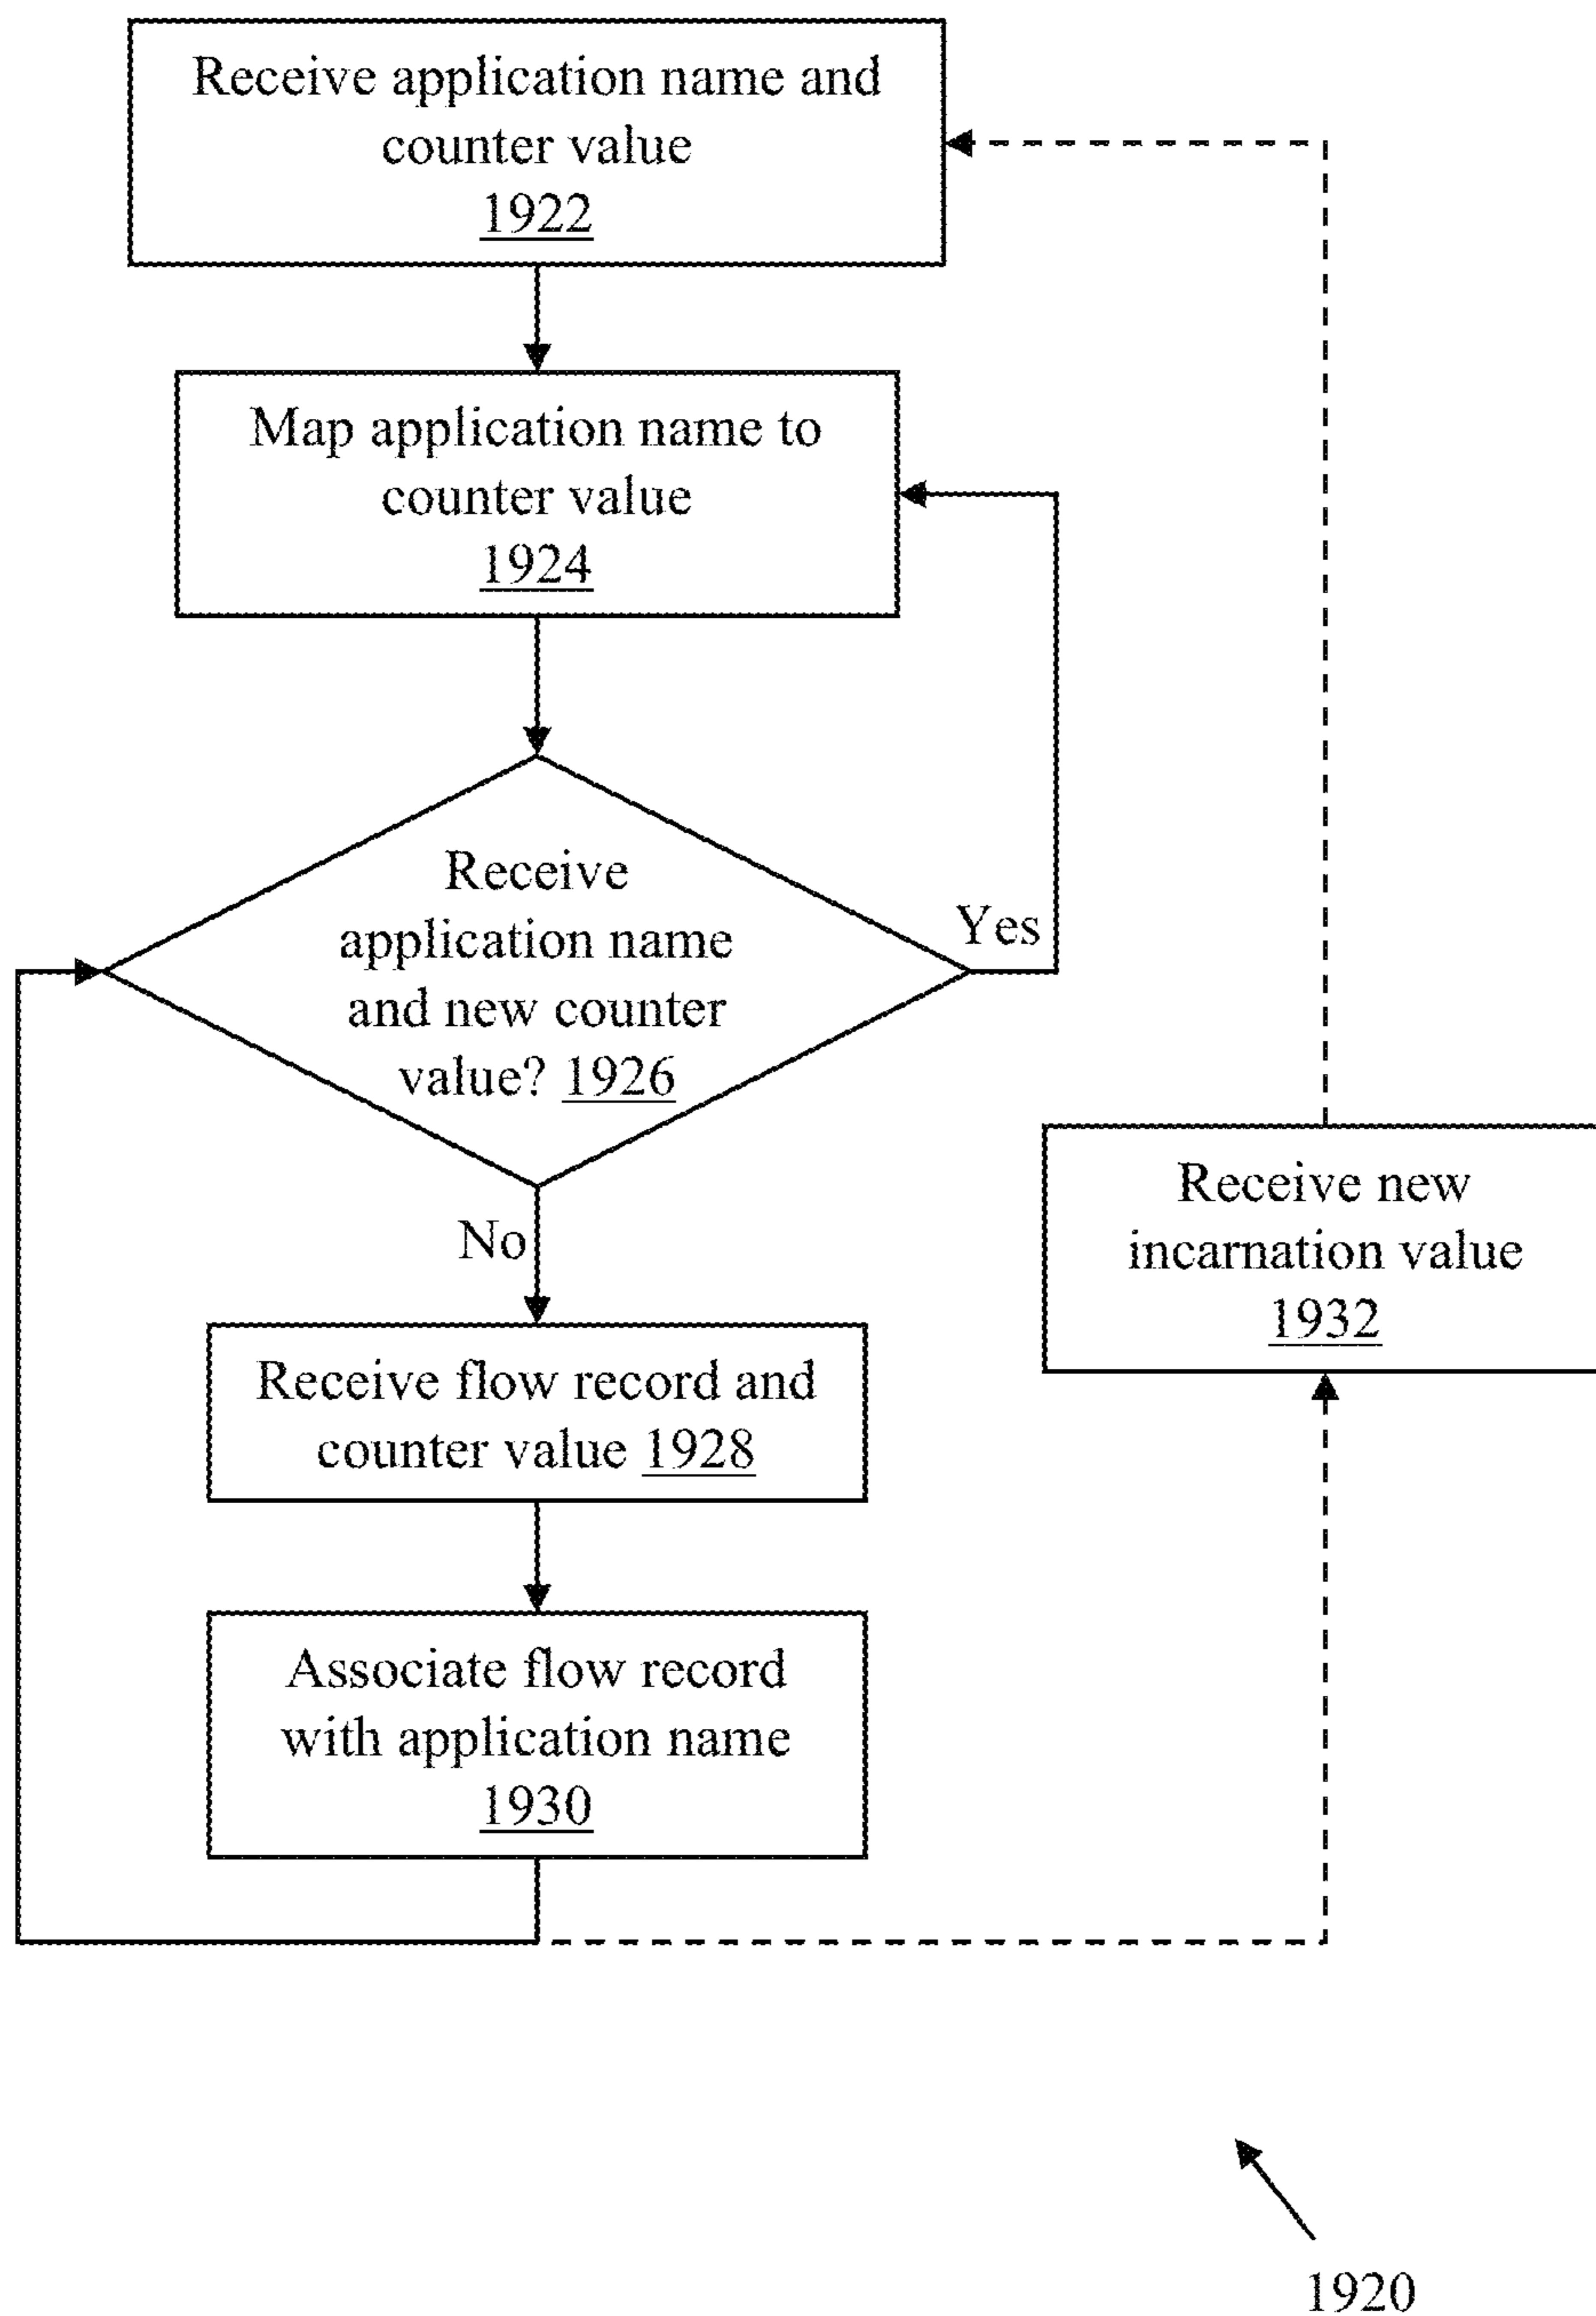 Receive application name and
counter value
1922
Map application name to
counter value
1924
Receive
application name
and new counter
value? 1926
Yes
No
Receive new
incarnation value
1932
Receive flow record and
counter value 1928
Associate flow record
with application name
1930
1920